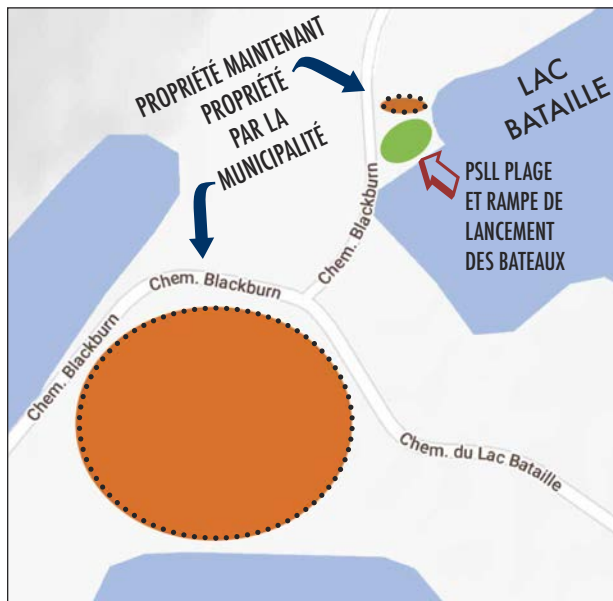 PROPRIÉTÉ MAINTENANT
PROPRIÉTÉ
PAR LA
MUNICIPALITÉ
LAC
BATAILLE
PSLL PLAGE
ET RAMPE DE
LANCEMENT
DES BATEAUX
Chem. Blackburn
Chem. Blackburn
Chem. Blackburn
Chem. du Lac Bataille